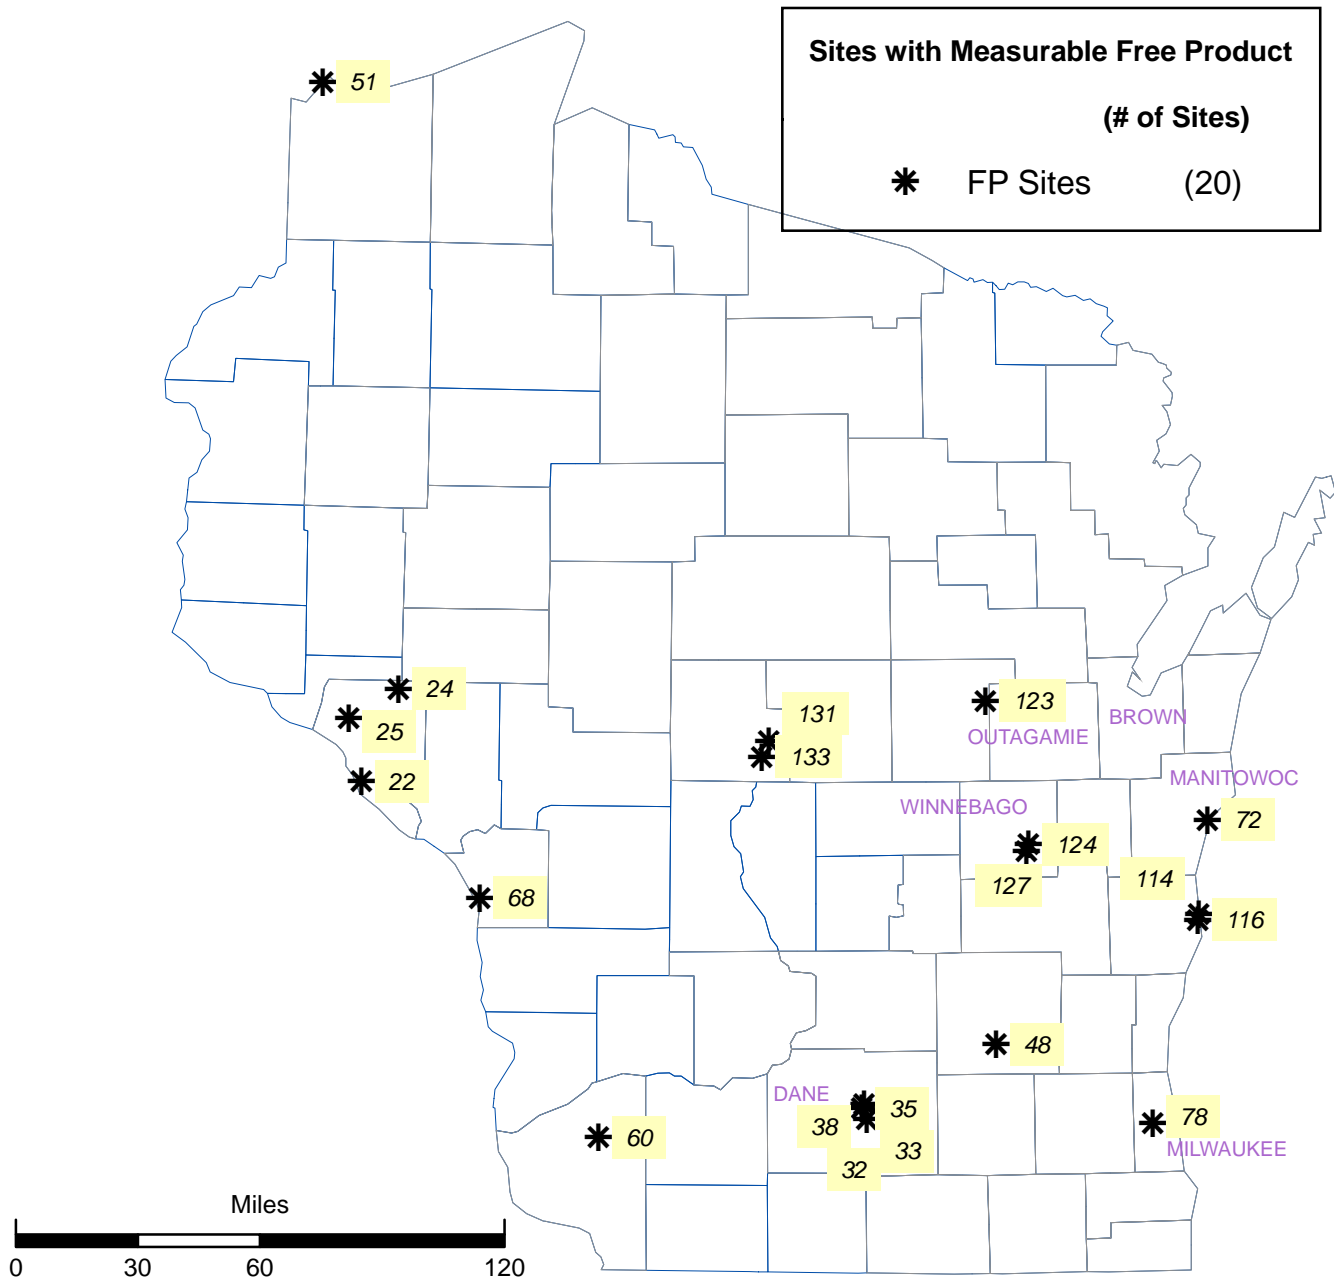 Sites with Measurable Free Product
(# of Sites)
FP Sites (20)
51
24
25
22
131
133
123
OUTAGAMIE
BROWN
MANITOWOC
72
WINNEBAGO
124
127
114
116
68
48
DANE
35
38
33
32
78
MILWAUKEE
60
Miles
0 30 60 120